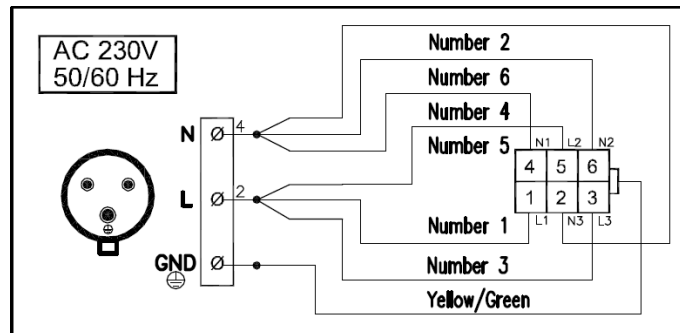 AC 230V
50/60 Hz
Number 2
Number 6
Number 4
Number 5
N
4
L
2
GND
N1 L2 N2
4 5 6
1 2 3
L1 N3 L3
Number 1
Number 3
Yellow/Green